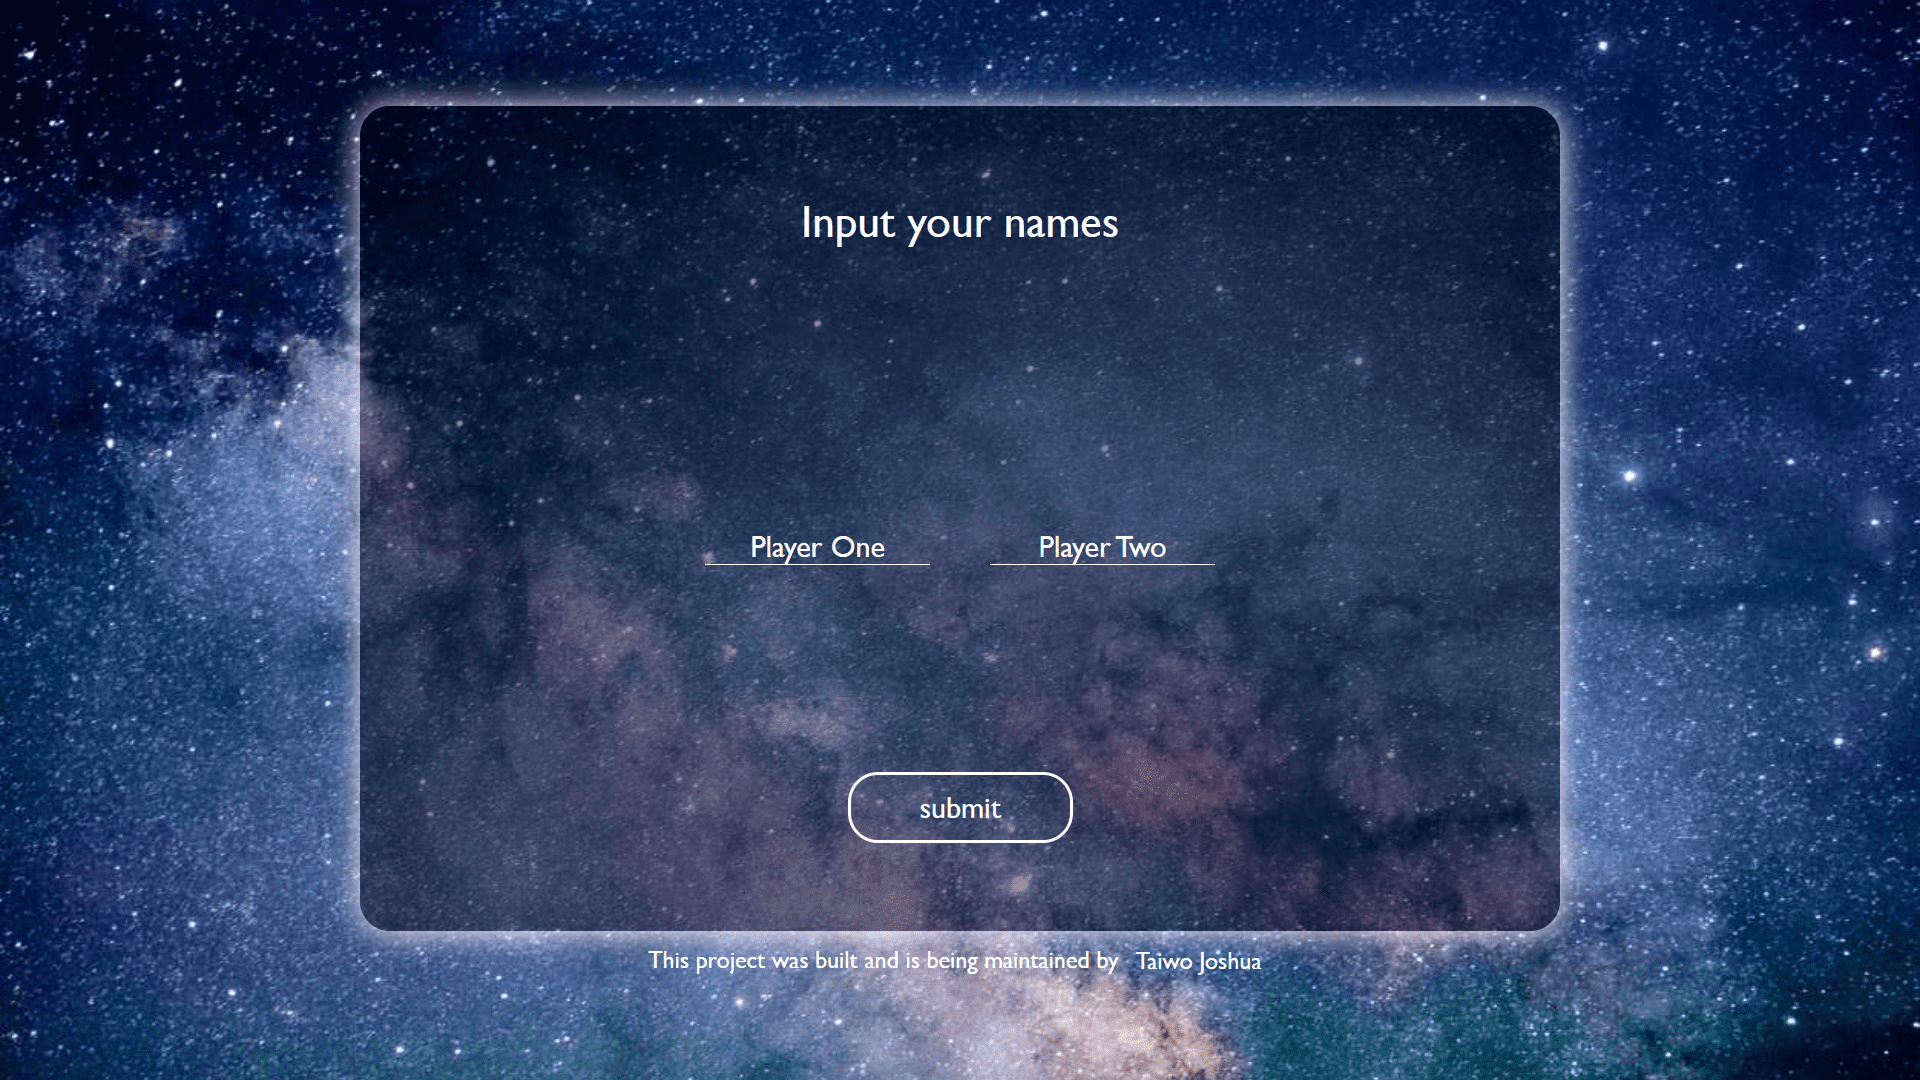 Input your names
Player One Player Two
submit
This project was built and is being maintained by Taiwo Joshua